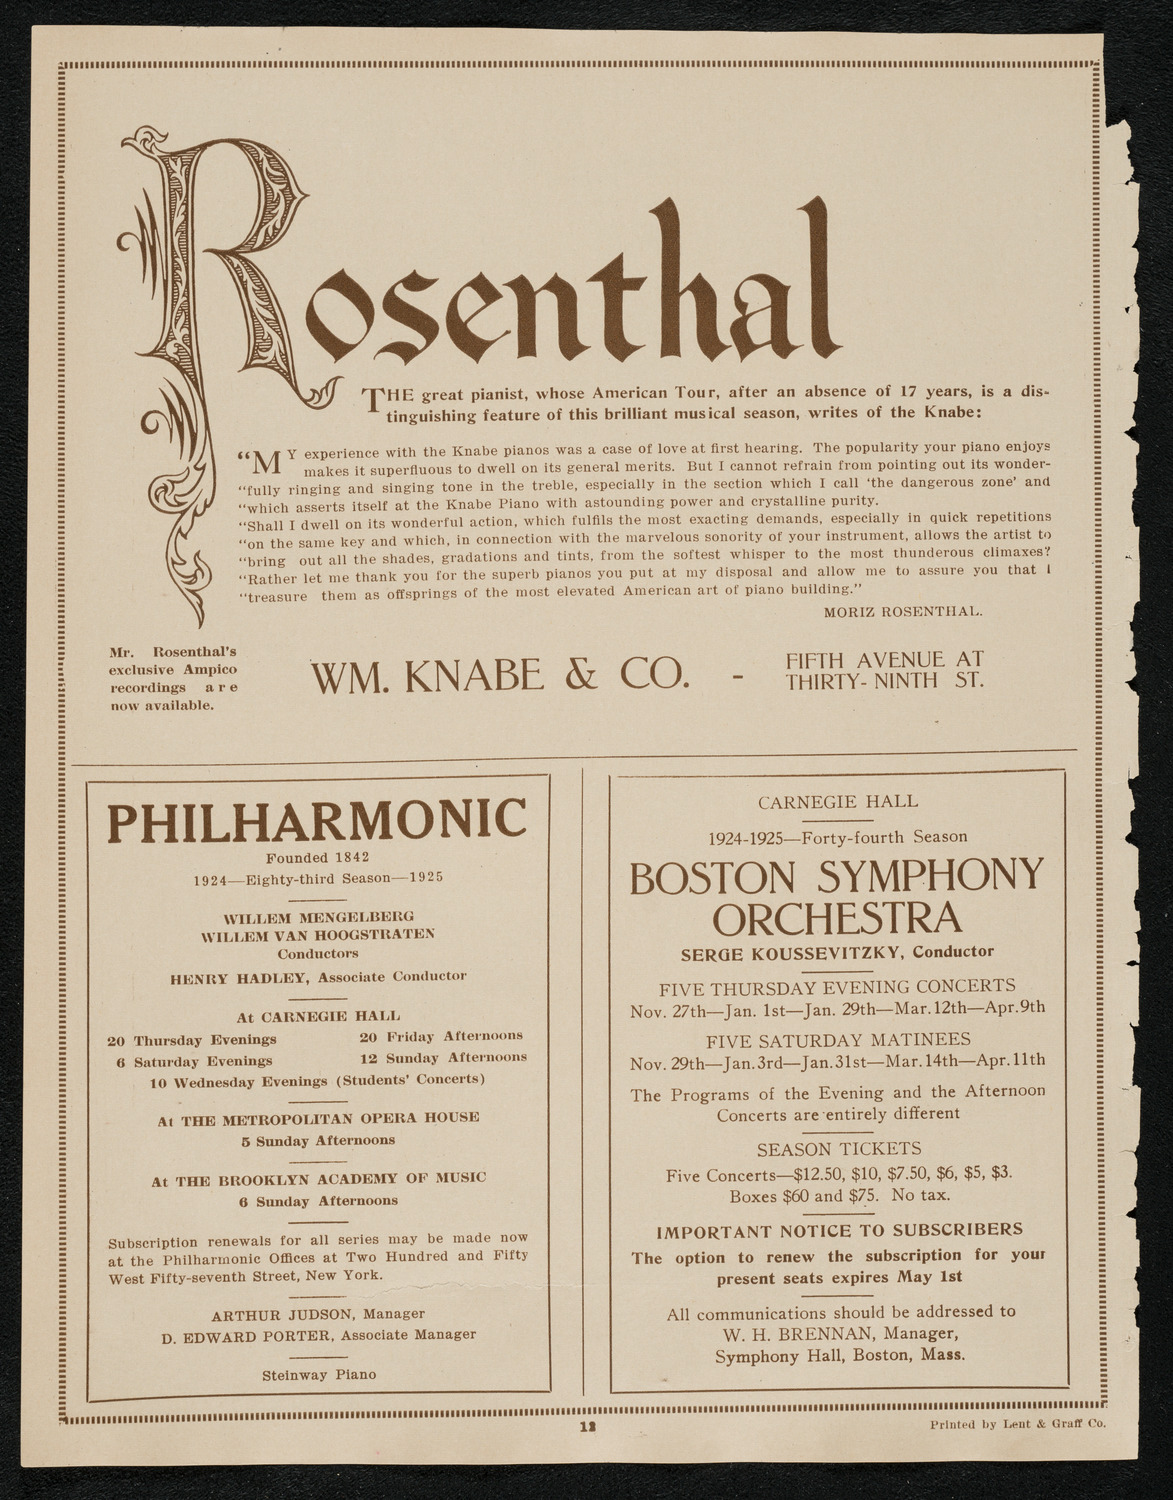 Rosenthal
THE great pianist, whose American Tour, after an absence of 17 years, is a dis-
tinguishing feature of this brilliant musical season, writes of the Knabe:
“MY experience with the Knabe pianos was a case of love at first hearing. The popularity your piano enjoys
makes it superfluous to dwell on its general merits. But I cannot refrain from pointing out its wonder-
“fully ringing and singing tone in the treble, especially in the section which I call ‘the dangerous zone’ and
“which asserts itself at the Knabe Piano with astounding power and crystalline purity.
“Shall I dwell on its wonderful action, which fulfils the most exacting demands, especially in quick repetitions
“on the same key and which, in connection with the marvelous sonority of your instrument, allows the artist to
“bring out all the shades, gradations and tints, from the softest whisper to the most thunderous climaxes?
“Rather let me thank you for the superb pianos you put at my disposal and allow me to assure you that I
“treasure them as offsprings of the most elevated American art of piano building.”
MORIZ ROSENTHAL.
Mr. Rosenthal's
exclusive Ampico
recordings are
now available.
WM. KNABE & CO. - FIFTH AVENUE AT
THIRTY-NINTH ST.
PHILHARMONIC
Founded 1842
1924—Eighty-third Season—1925
WILLEM MENGELBERG
WILLEM VAN HOOGSTRATEN
Conductors
HENRY HADLEY, Associate Conductor
At CARNEGIE HALL
20 Thursday Evenings 20 Friday Afternoons
6 Saturday Evenings 12 Sunday Afternoons
10 Wednesday Evenings (Students' Concerts)
At THE METROPOLITAN OPERA HOUSE
5 Sunday Afternoons
At THE BROOKLYN ACADEMY OF MUSIC
6 Sunday Afternoons
Subscription renewals for all series may be made now
at the Philharmonic Offices at Two Hundred and Fifty
West Fifty-seventh Street, New York.
ARTHUR JUDSON, Manager
D. EDWARD PORTER, Associate Manager
Steinway Piano
CARNEGIE HALL
1924-1925—Forty-fourth Season
BOSTON SYMPHONY
ORCHESTRA
SERGE KOUSSEVITZKY, Conductor
FIVE THURSDAY EVENING CONCERTS
Nov. 27th—Jan. 1st—Jan. 29th—Mar.12th—Apr.9th
FIVE SATURDAY MATINEES
Nov. 29th—Jan.3rd—Jan.31st—Mar.14th—Apr.11th
The Programs of the Evening and the Afternoon
Concerts are entirely different
SEASON TICKETS
Five Concerts—$12.50, $10, $7.50, $6, $5, $3.
Boxes $60 and $75. No tax.
IMPORTANT NOTICE TO SUBSCRIBERS
The option to renew the subscription for your
present seats expires May 1st
All communications should be addressed to
W. H. BRENNAN, Manager,
Symphony Hall, Boston, Mass.
Printed by Lent & Graff Co.